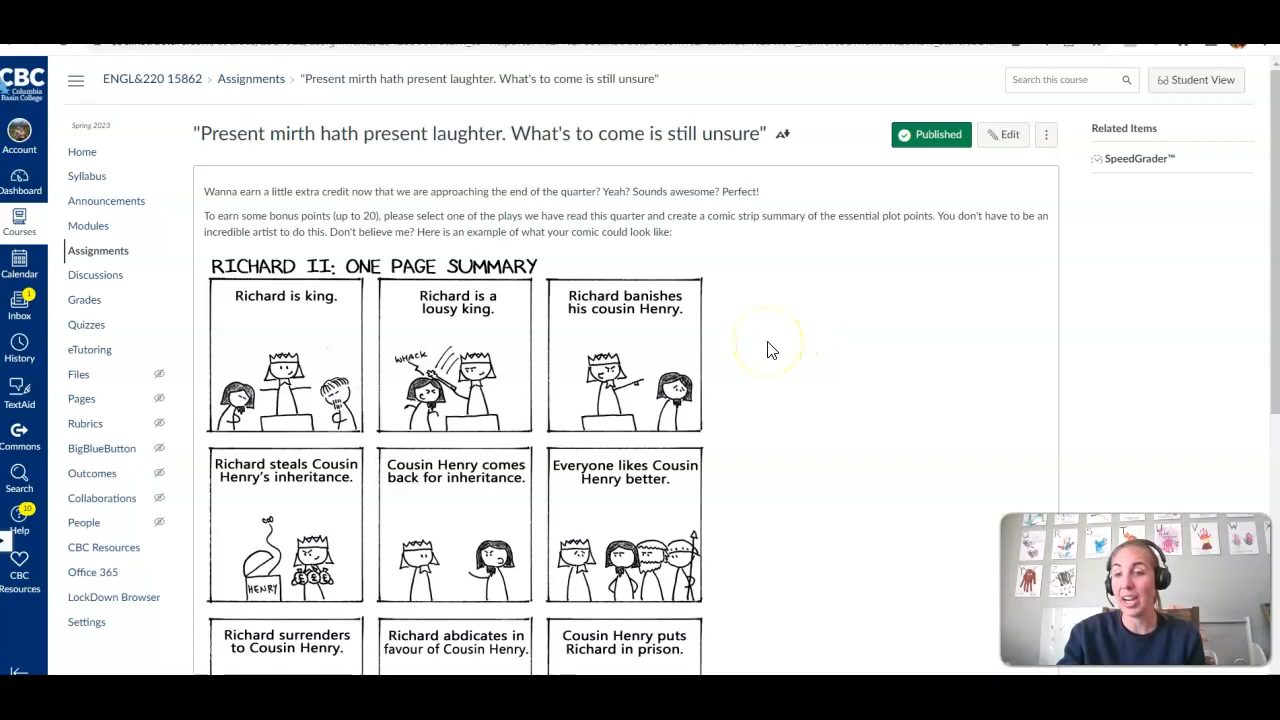 CBC
Columbia
Basin College
ENGL&220 15862 > Assignments > "Present mirth hath present laughter. What's to come is still unsure"
Search this course
Student View
Spring 2023
"Present mirth hath present laughter. What's to come is still unsure"
Published
Edit
Related Items
SpeedGrader™
Account
Dashboard
Courses
Calendar
1
Inbox
History
TextAid
Commons
Search
10
Help
CBC
Resources
Home
Syllabus
Announcements
Modules
Assignments
Discussions
Grades
Quizzes
eTutoring
Files
Pages
Rubrics
BigBlueButton
Outcomes
Collaborations
People
CBC Resources
Office 365
LockDown Browser
Settings
Wanna earn a little extra credit now that we are approaching the end of the quarter? Yeah? Sounds awesome? Perfect!
To earn some bonus points (up to 20), please select one of the plays we have read this quarter and create a comic strip summary of the essential plot points. You don't have to be an
incredible artist to do this. Don't believe me? Here is an example of what your comic could look like:
RICHARD II: ONE PAGE SUMMARY
Richard is king.
Richard is a
lousy king.
WHACK
Richard banishes
his cousin Henry.
Richard steals Cousin
Henry's inheritance.
HENRY
£ £ £
Cousin Henry comes
back for inheritance.
Everyone likes Cousin
Henry better.
Richard surrenders
to Cousin Henry.
Richard abdicates in
favour of Cousin Henry.
Cousin Henry puts
Richard in prison.
U
V
W
R
S
T